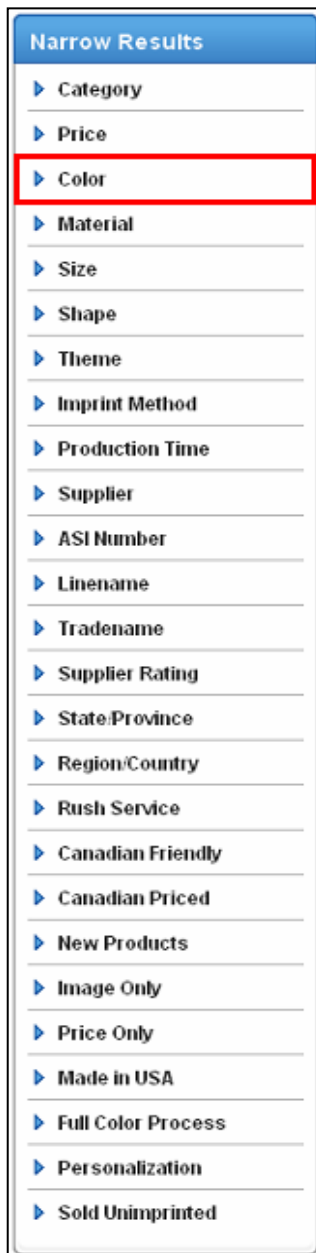 Narrow Results
Category
Price
Color
Material
Size
Shape
Theme
Imprint Method
Production Time
Supplier
ASI Number
Linename
Tradename
Supplier Rating
State/Province
Region/Country
Rush Service
Canadian Friendly
Canadian Priced
New Products
Image Only
Price Only
Made in USA
Full Color Process
Personalization
Sold Unimprinted